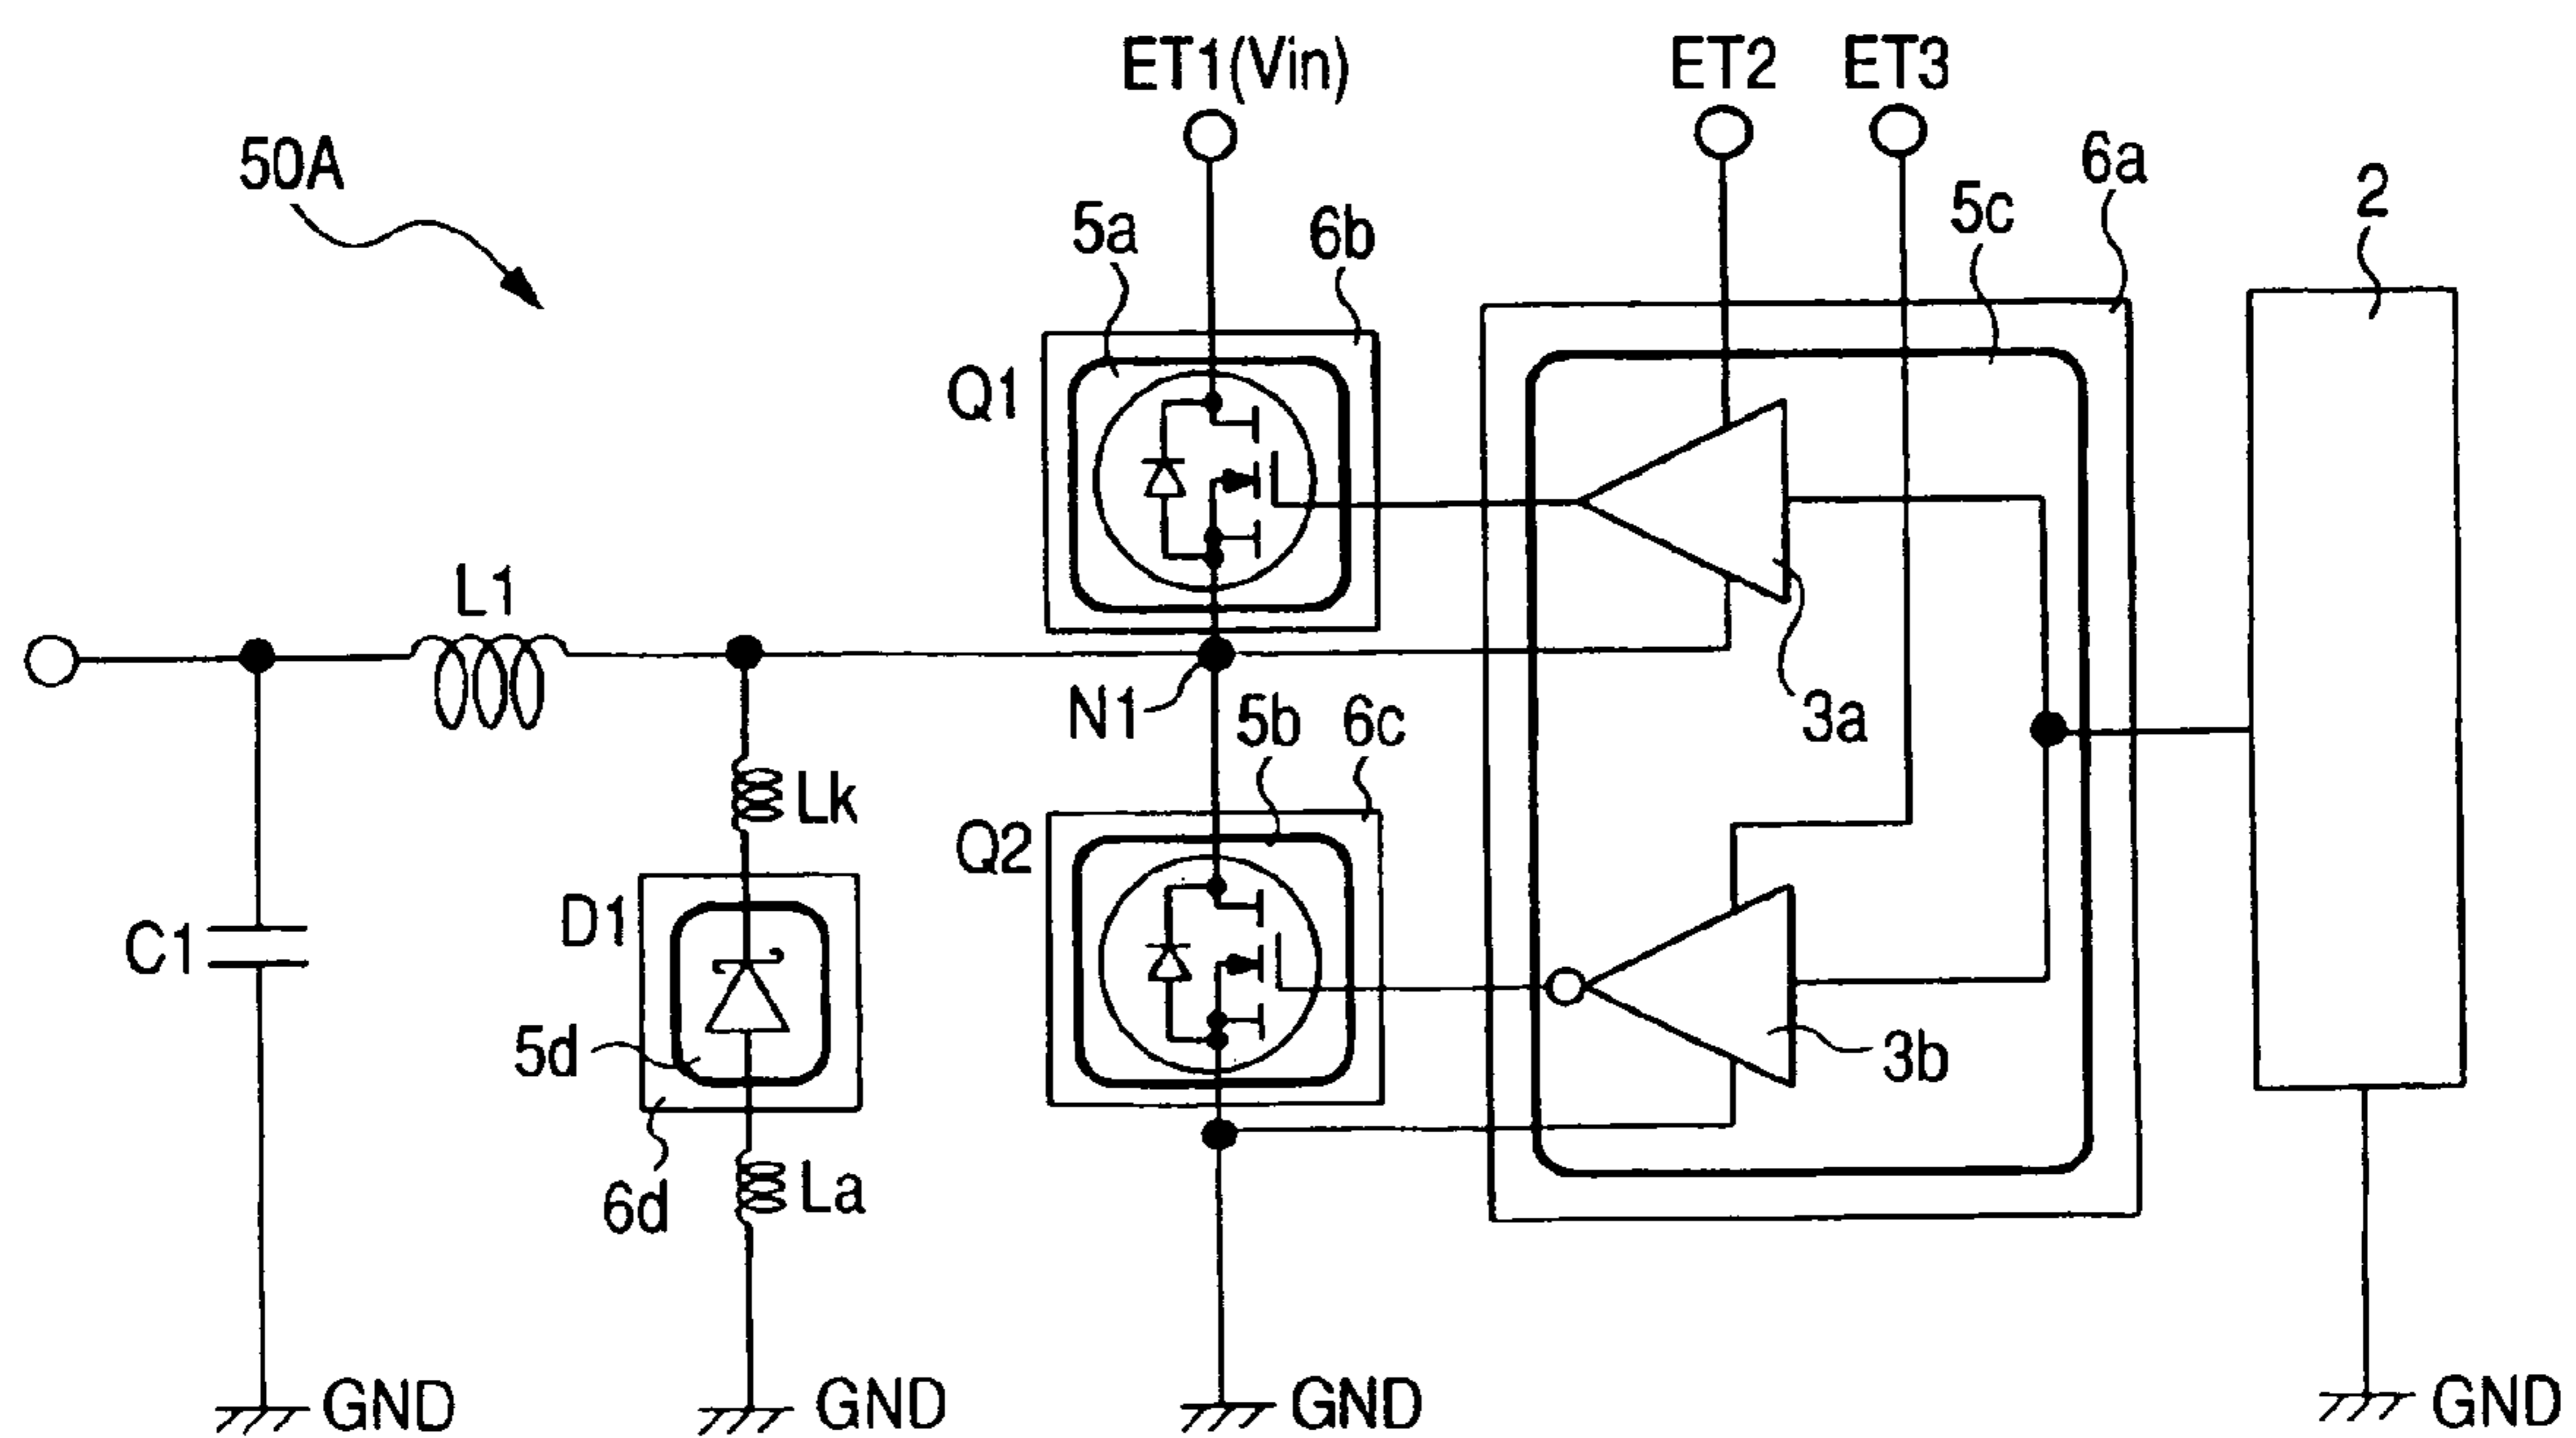 ET1(Vin)
ET2
ET3
50A
6a
5c
2
5a
6b
Q1
L1
N1
3a
5b
6c
Lk
Q2
D1
C1
5d
3b
6d
La
GND
GND
GND
GND